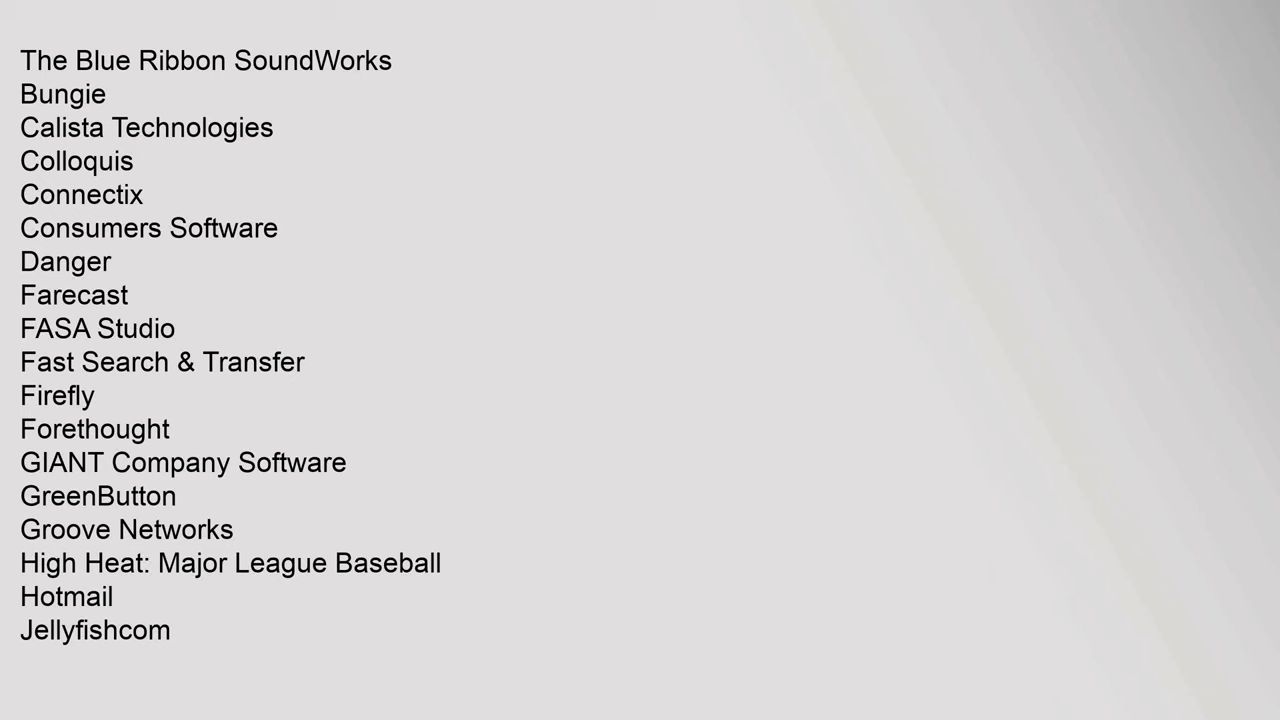 The Blue Ribbon SoundWorks
Bungie
Calista Technologies
Colloquis
Connectix
Consumers Software
Danger
Farecast
FASA Studio
Fast Search & Transfer
Firefly
Forethought
GIANT Company Software
GreenButton
Groove Networks
High Heat: Major League Baseball
Hotmail
Jellyfishcom